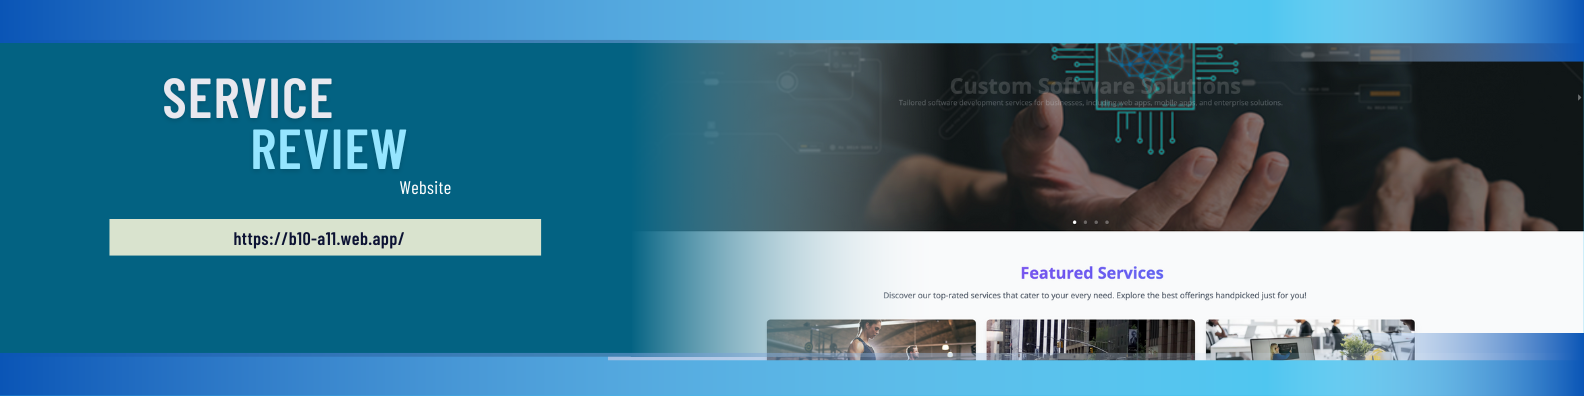 SERVICE
REVIEW
Website
https://b10-a11.web.app/
Custom Software Solutions
Tailored software development services for businesses, including web apps, mobile apps, and enterprise solutions.
Featured Services
Discover our top-rated services that cater to your every need. Explore the best offerings handpicked just for you!